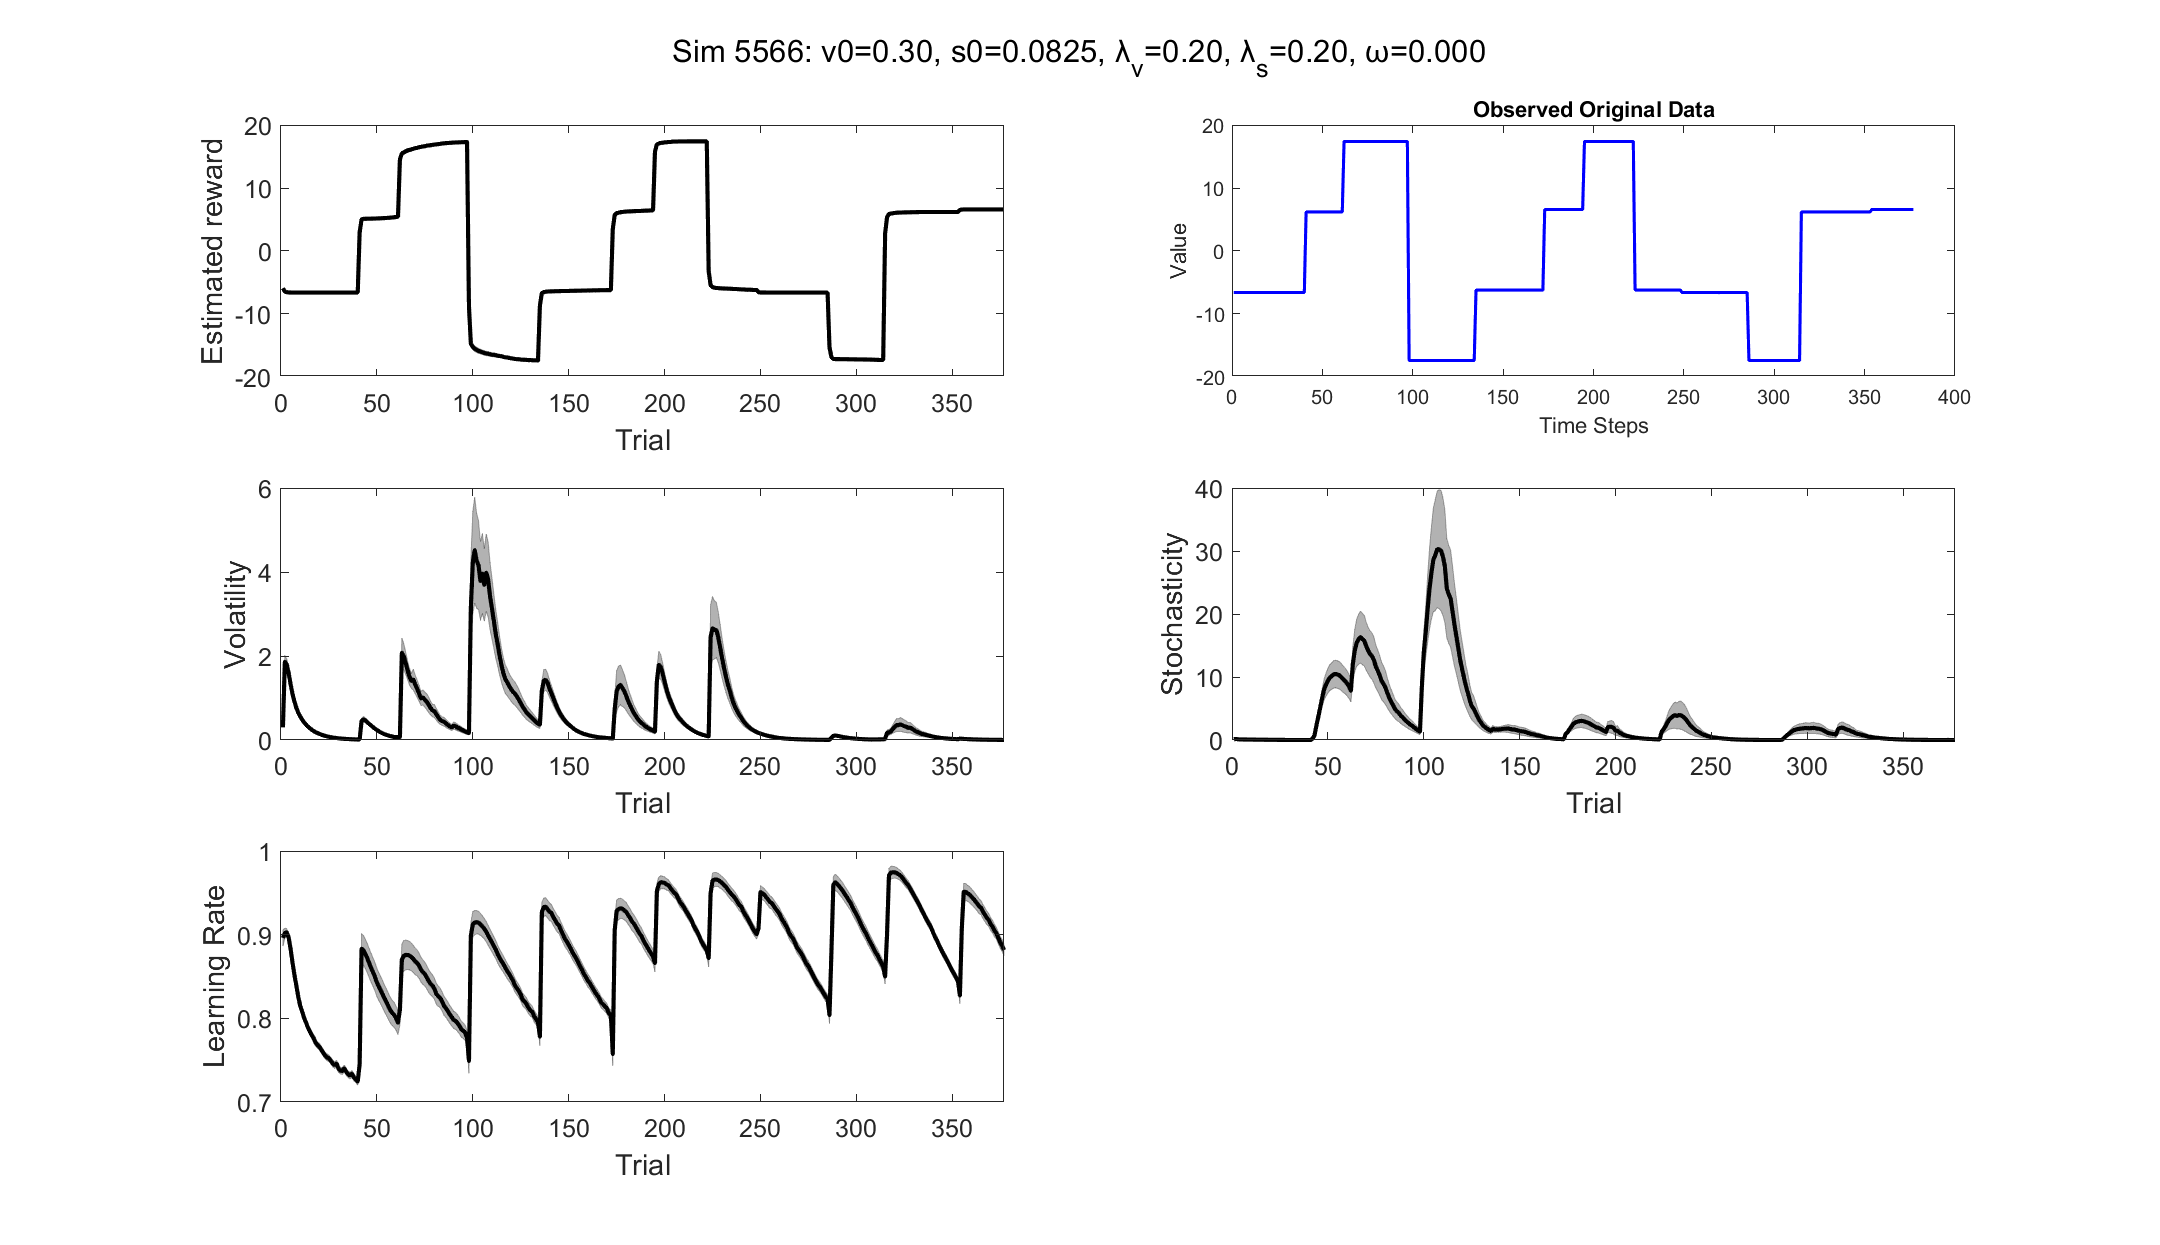 Sim 5566: v0=0.30, s0=0.0825, λv=0.20, λs=0.20, ω=0.000
20
10
0
-10
-20
Estimated reward
0 50 100 150 200 250 300 350
Trial
Observed Original Data
20
10
0
-10
-20
Value
0 50 100 150 200 250 300 350 400
Time Steps
6
4
2
0
Volatility
0 50 100 150 200 250 300 350
Trial
40
30
20
10
0
Stochasticity
0 50 100 150 200 250 300 350
Trial
1
0.9
0.8
0.7
Learning Rate
0 50 100 150 200 250 300 350
Trial